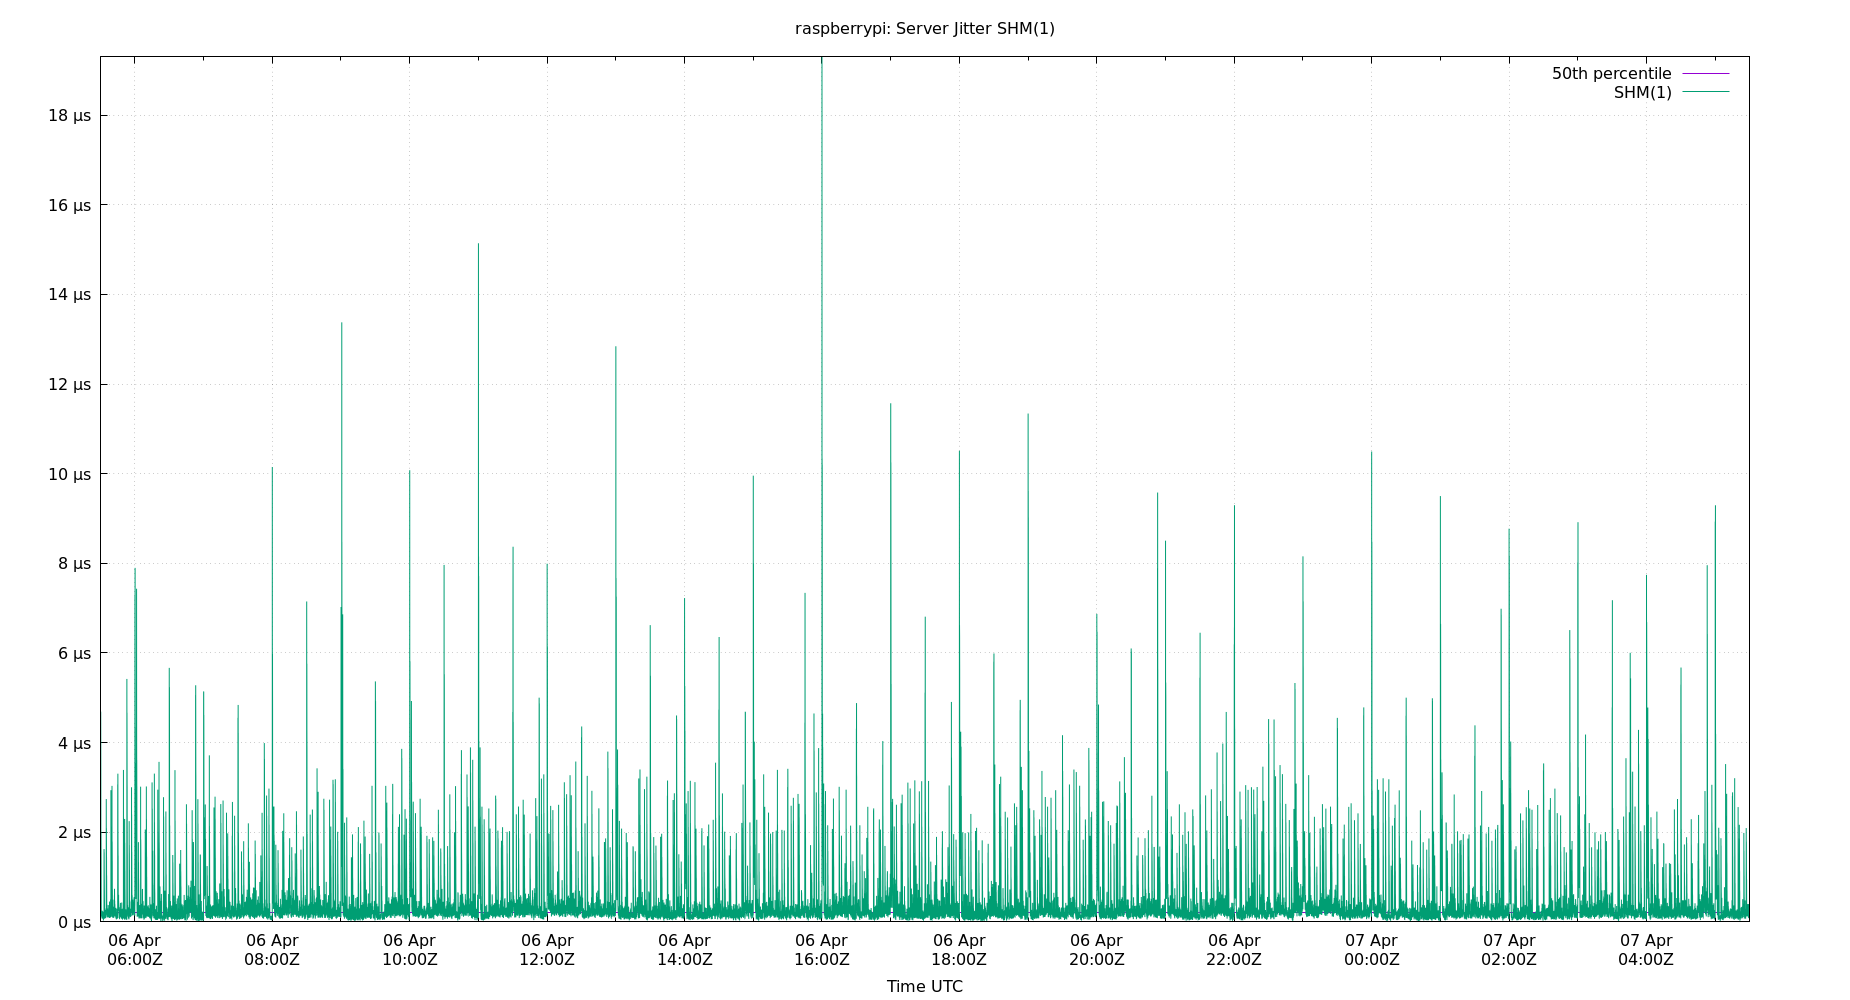 raspberrypi: Server Jitter SHM(1)
50th percentile
SHM(1)
18 µs
16 µs
14 µs
12 µs
10 µs
8 µs
6 µs
4 µs
2 µs
0 µs
06 Apr 06 Apr 06 Apr 06 Apr 06 Apr 06 Apr 06 Apr 06 Apr 06 Apr 07 Apr 07 Apr 07 Apr
06:00Z 08:00Z 10:00Z 12:00Z 14:00Z 16:00Z 18:00Z 20:00Z 22:00Z 00:00Z 02:00Z 04:00Z
Time UTC